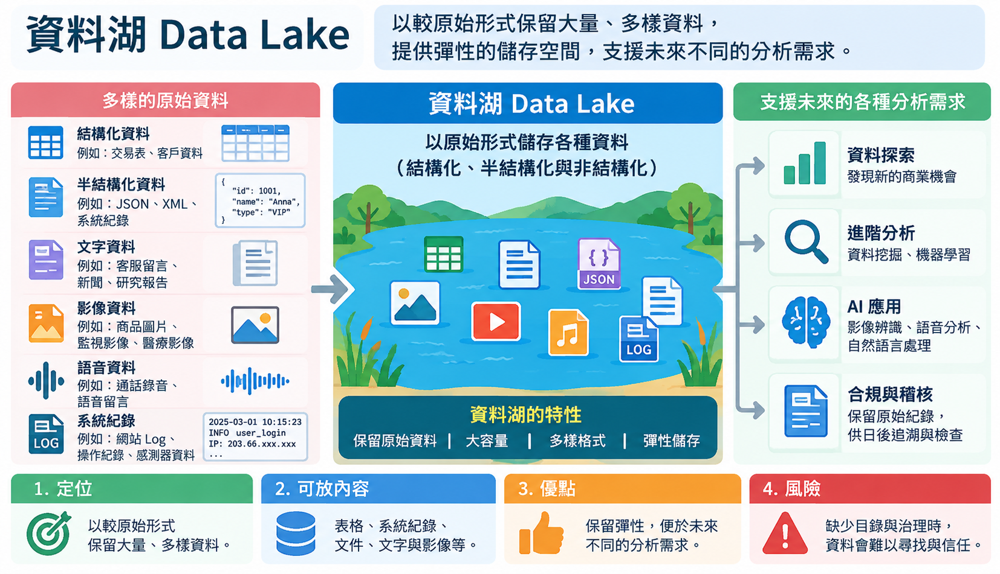 資料湖 Data Lake
以較原始形式保留大量、多樣資料，
提供彈性的儲存空間，支援未來不同的分析需求。
多樣的原始資料
結構化資料
例如：交易表、客戶資料
半結構化資料
例如：JSON、XML、
系統紀錄
{
"id": 1001,
"name": "Anna",
"type": "VIP"
}
文字資料
例如：客服留言、
新聞、研究報告
影像資料
例如：商品圖片、
監視影像、醫療影像
語音資料
例如：通話錄音、
語音留言
LOG
系統紀錄
例如：網站 Log、
操作紀錄、感測器資料
2025-03-01 10:15:23
INFO user_login
IP: 203.66.xxx.xxx
...
資料湖 Data Lake
以原始形式儲存各種資料
（結構化、半結構化與非結構化）
{ }
JSON
LOG
資料湖的特性
保留原始資料 | 大容量 | 多樣格式 | 彈性儲存
支援未來的各種分析需求
資料探索
發現新的商業機會
進階分析
資料挖掘、機器學習
AI 應用
影像辨識、語音分析、
自然語言處理
合規與稽核
保留原始紀錄，
供日後追湖與檢查
1. 定位
以較原始形式
保留大量、多樣資料。
2. 可放內容
表格、系統紀錄、
文件、文字與影像等。
3. 優點
保留彈性，便於未來
不同的分析需求。
4. 風險
缺少目錄與治理時，
資料會難以尋找與信任。